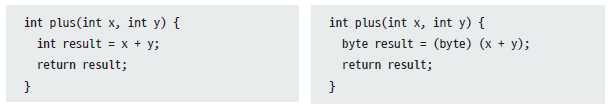 int plus(int x, int y) {
int result = x + y;
return result;
}
int plus(int x, int y) {
byte result = (byte) (x + y);
return result;
}